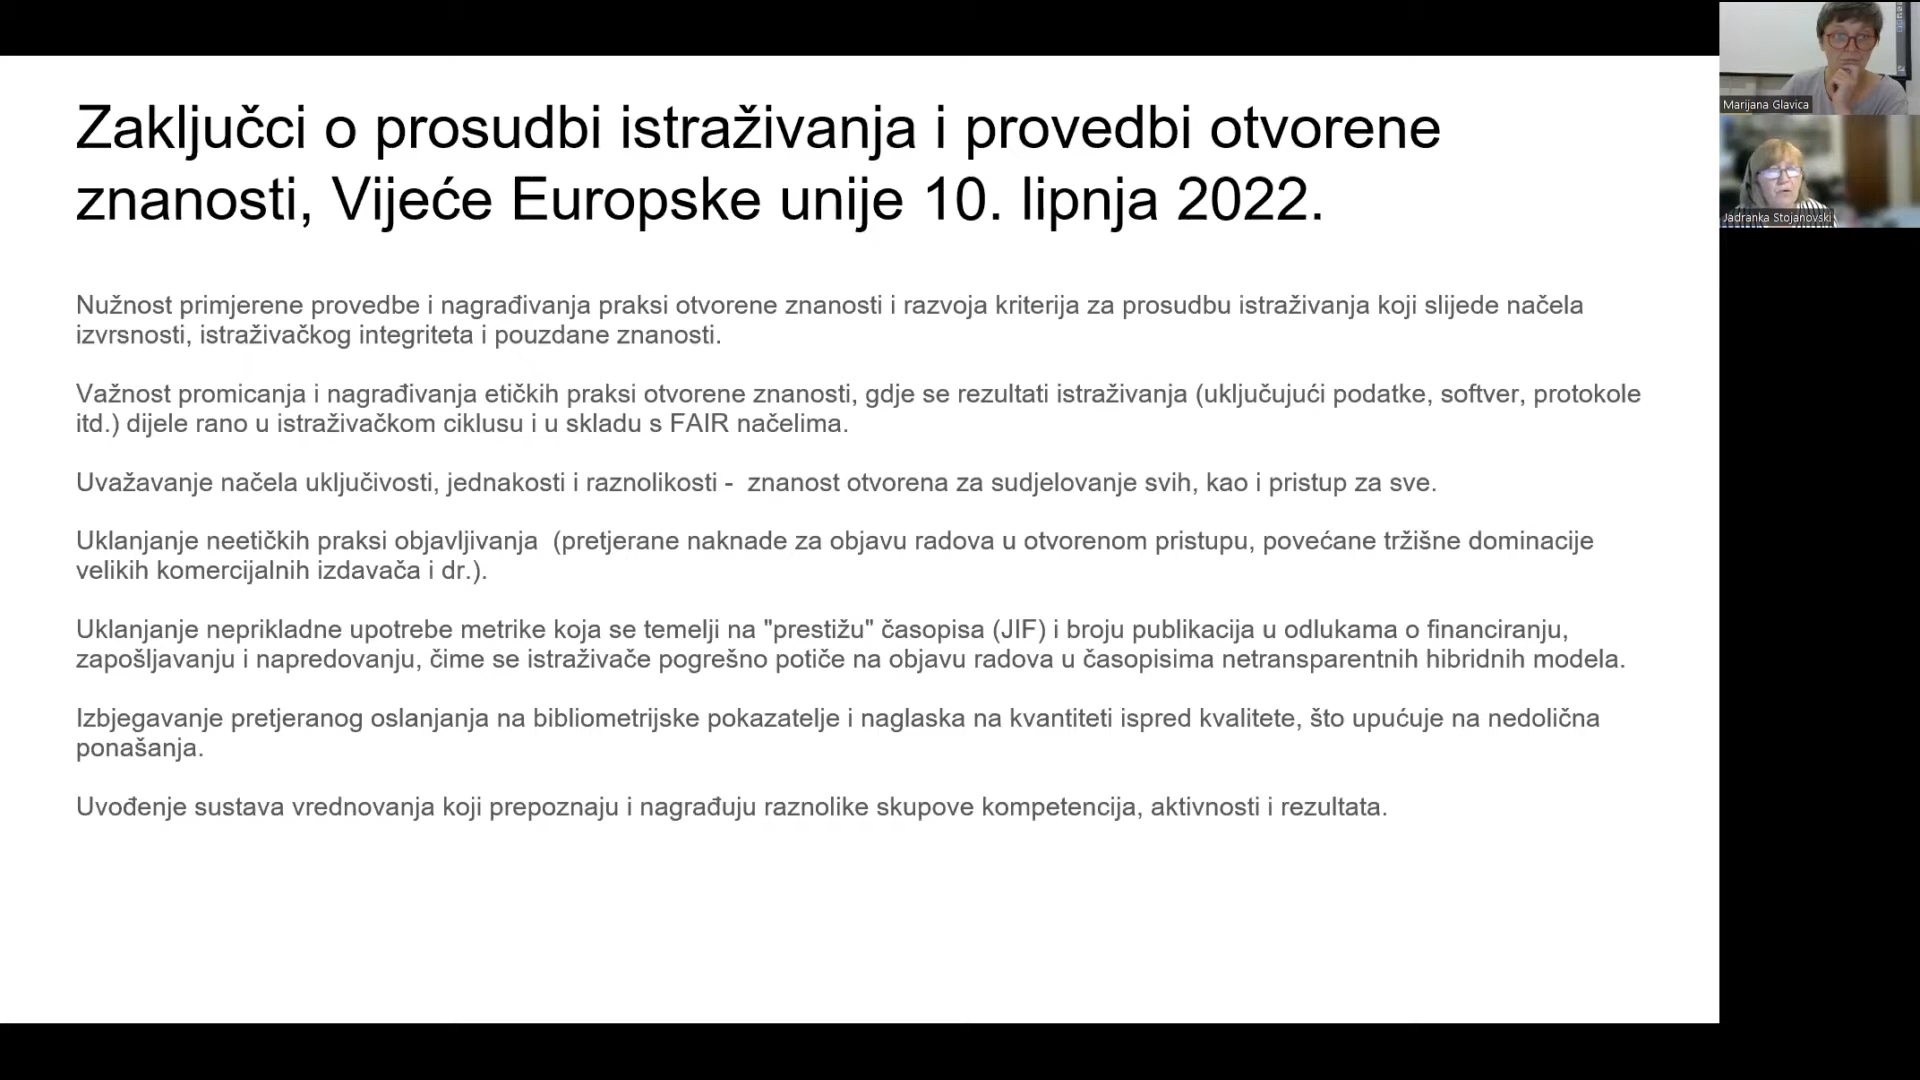 Zaključci o prosudbi istraživanja i provedbi otvorene
znanosti, Vijeće Europske unije 10. lipnja 2022.
Nužnost primjerene provedbe i nagrađivanja praksi otvorene znanosti i razvoja kriterija za prosudbu istraživanja koji slijede načela
izvrsnosti, istraživačkog integriteta i pouzdane znanosti.
Važnost promicanja i nagrađivanja etičkih praksi otvorene znanosti, gdje se rezultati istraživanja (uključujući podatke, softver, protokole
itd.) dijele rano u istraživačkom ciklusu i u skladu s FAIR načelima.
Uvažavanje načela uključivosti, jednakosti i raznolikosti -  znanost otvorena za sudjelovanje svih, kao i pristup za sve.
Uklanjanje neetičkih praksi objavljivanja  (pretjerane naknade za objavu radova u otvorenom pristupu, povećane tržišne dominacije
velikih komercijalnih izdavača i dr.).
Uklanjanje neprikladne upotrebe metrike koja se temelji na "prestižu" časopisa (JIF) i broju publikacija u odlukama o financiranju,
zapošljavanju i napredovanju, čime se istraživače pogrešno potiče na objavu radova u časopisima netransparentnih hibridnih modela.
Izbjegavanje pretjeranog oslanjanja na bibliometrijske pokazatelje i naglaska na kvantiteti ispred kvalitete, što upućuje na nedolična
ponašanja.
Uvođenje sustava vrednovanja koji prepoznaju i nagrađuju raznolike skupove kompetencija, aktivnosti i rezultata.
Marijana Glavica
Jadranka Stojanovski